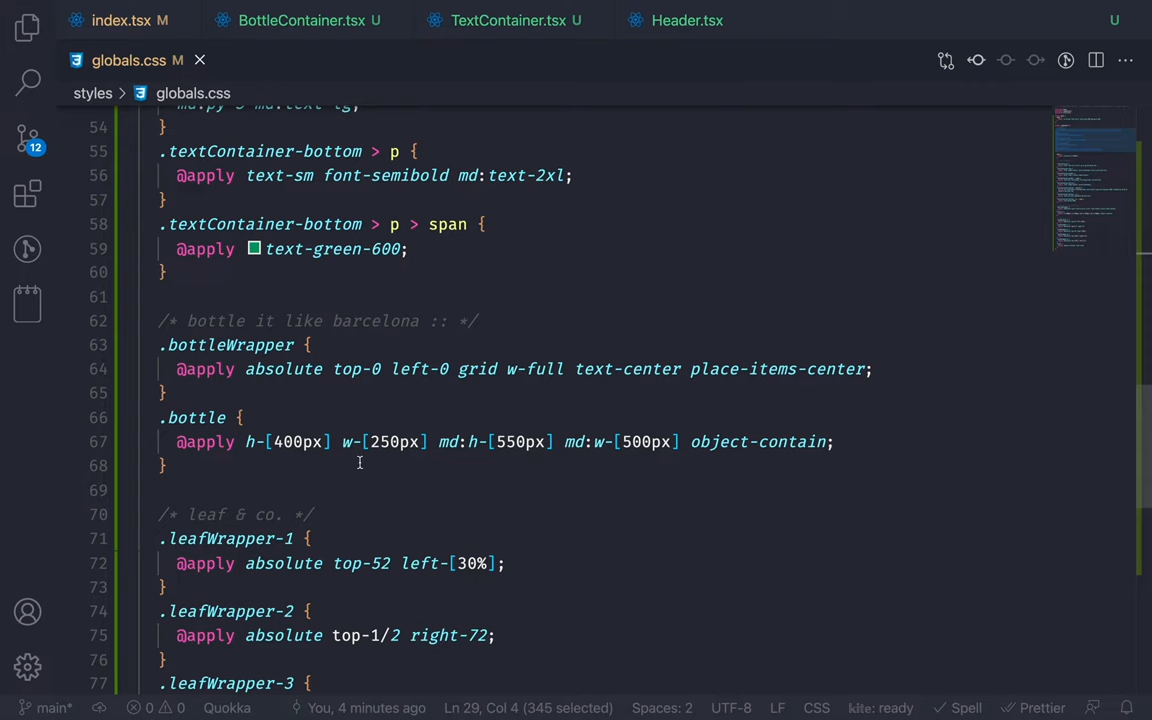 index.tsx M BottleContainer.tsx U TextContainer.tsx U Header.tsx U
globals.css M
styles > globals.css
54 }
55 .textContainer-bottom > p {
56 @apply text-sm font-semibold md:text-2xl;
57 }
58 .textContainer-bottom > p > span {
59 @apply text-green-600;
60 }
61
62 /* bottle it like barcelona :: */
63 .bottleWrapper {
64 @apply absolute top-0 left-0 grid w-full text-center place-items-center;
65 }
66 .bottle {
67 @apply h-[400px] w-[250px] md:h-[550px] md:w-[500px] object-contain;
68 }
69
70 /* leaf & co. */
71 .leafWrapper-1 {
72 @apply absolute top-52 left-[30%];
73 }
74 .leafWrapper-2 {
75 @apply absolute top-1/2 right-72;
76 }
77 .leafWrapper-3 {
12
main* 0 0 Quokka You, 4 minutes ago Ln 29, Col 4 (345 selected) Spaces: 2 UTF-8 LF CSS kite: ready Spell Prettier